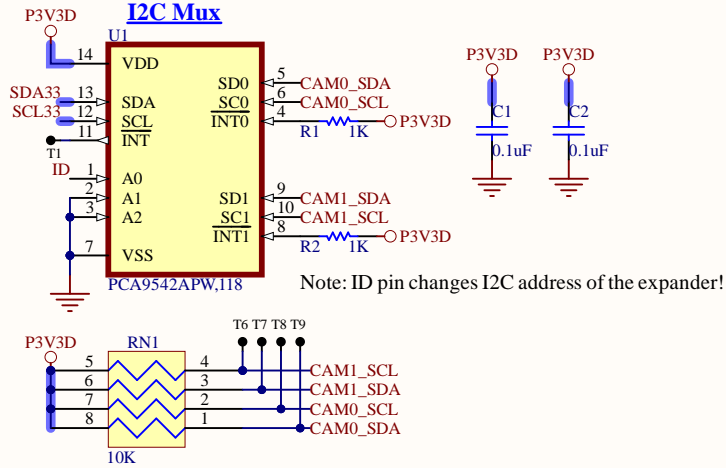 I2C Mux
P3V3D
U1
14 VDD
SDA33 13 SDA
SCL33 12 SCL
T1 11 INT
ID 1 A0
2 A1
3 A2
7 VSS
SD0 5 CAM0_SDA
SC0 6 CAM0_SCL
INT0 4 R1 1K P3V3D
SD1 9 CAM1_SDA
SC1 10 CAM1_SCL
INT1 8 R2 1K P3V3D
PCA9542APW,118
P3V3D P3V3D
C1 C2
0.1uF 0.1uF
Note: ID pin changes I2C address of the expander!
P3V3D RN1 T6 T7 T8 T9
5 4 CAM1_SCL
6 3 CAM1_SDA
7 2 CAM0_SCL
8 1 CAM0_SDA
10K